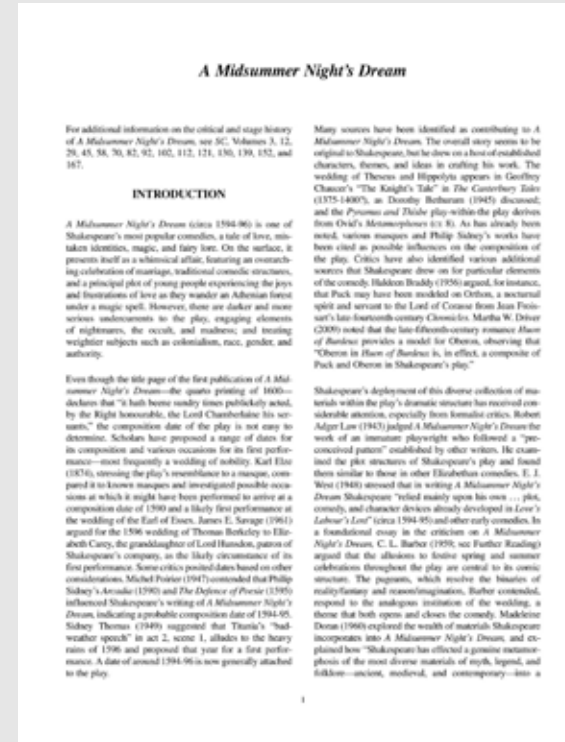 A Midsummer Night's Dream
For additional information on the critical and stage history
of A Midsummer Night's Dream, see SC, Volumes 3, 12,
29, 45, 58, 70, 82, 92, 102, 112, 121, 130, 139, 152, and
167.
INTRODUCTION
A Midsummer Night's Dream (circa 1594-96) is one of
Shakespeare's most popular comedies, a tale of love, mis-
taken identities, magic, and fairy lore. On the surface, it
presents itself as a whimsical affair, featuring an overarch-
ing celebration of marriage, traditional comedic structures,
and a principal plot of young people experiencing the joys
and frustrations of love as they wander an Athenian forest
under a magic spell. However, there are darker and more
serious undercurrents to the play, engaging elements
of nightmares, the occult, and madness; and treating
weightier subjects such as colonialism, race, gender, and
authority.
Even though the title page of the first publication of A Mid-
summer Night's Dream—the quarto printing of 1600—
declares that "it hath beene sundry times publickely acted,
by the Right honourable, the Lord Chamberlaine his ser-
uants," the composition date of the play is not easy to
determine. Scholars have proposed a range of dates for
its composition and various occasions for its first perfor-
mance—most frequently a wedding of nobility. Karl Elze
(1874), stressing the play's resemblance to a masque, com-
pared it to known masques and investigated possible occa-
sions at which it might have been performed to arrive at a
composition date of 1590 and a likely first performance at
the wedding of the Earl of Essex. James E. Savage (1961)
argued for the 1596 wedding of Thomas Berkeley to Eliz-
abeth Carey, the granddaughter of Lord Hunsdon, patron of
Shakespeare's company, as the likely circumstance of its
first performance. Some critics posited dates based on other
considerations. Michel Poirier (1947) contended that Philip
Sidney's Arcadia (1590) and The Defence of Poesie (1595)
influenced Shakespeare's writing of A Midsummer Night's
Dream, indicating a probable composition date of 1594-95.
Sidney Thomas (1949) suggested that Titania's "bad-
weather speech" in act 2, scene 1, alludes to the heavy
rains of 1596 and proposed that year for a first perfor-
mance. A date of around 1594-96 is now generally attached
to the play.
Many sources have been identified as contributing to A
Midsummer Night's Dream. The overall story seems to be
original to Shakespeare, but he drew on a host of established
characters, themes, and ideas in crafting his work. The
wedding of Theseus and Hippolyta appears in Geoffrey
Chaucer's "The Knight's Tale" in The Canterbury Tales
(1375-1400?), as Dorothy Bethurum (1945) discussed;
and the Pyramus and Thisbe play-within-the play derives
from Ovid's Metamorphoses (CE 8). As has already been
noted, various masques and Philip Sidney's works have
been cited as possible influences on the composition of
the play. Critics have also identified various additional
sources that Shakespeare drew on for particular elements
of the comedy. Haldeen Braddy (1956) argued, for instance,
that Puck may have been modeled on Orthon, a nocturnal
spirit and servant to the Lord of Corasse from Jean Frois-
sart's late-fourteenth-century Chronicles. Martha W. Driver
(2009) noted that the late-fifteenth-century romance Huon
of Burdeux provides a model for Oberon, observing that
"Oberon in Huon of Burdeux is, in effect, a composite of
Puck and Oberon in Shakespeare's play."
Shakespeare's deployment of this diverse collection of ma-
terials within the play's dramatic structure has received con-
siderable attention, especially from formalist critics. Robert
Adger Law (1943) judged A Midsummer Night's Dream the
work of an immature playwright who followed a "pre-
conceived pattern" established by other writers. He exam-
ined the plot structures of Shakespeare's play and found
them similar to those in other Elizabethan comedies. E. J.
West (1948) stressed that in writing A Midsummer Night's
Dream Shakespeare "relied mainly upon his own ... plot,
comedy, and character devices already developed in Love's
Labour's Lost" (circa 1594-95) and other early comedies. In
a foundational essay in the criticism on A Midsummer
Night's Dream, C. L. Barber (1959; see Further Reading)
argued that the allusions to festive spring and summer
celebrations throughout the play are central to its comic
structure. The pageants, which resolve the binaries of
reality/fantasy and reason/imagination, Barber contended,
respond to the analogous institution of the wedding, a
theme that both opens and closes the comedy. Madeleine
Doran (1960) explored the wealth of materials Shakespeare
incorporates into A Midsummer Night's Dream, and ex-
plained how "Shakespeare has effected a genuine metamor-
phosis of the most diverse materials of myth, legend, and
folklore—ancient, medieval, and contemporary—into a
1